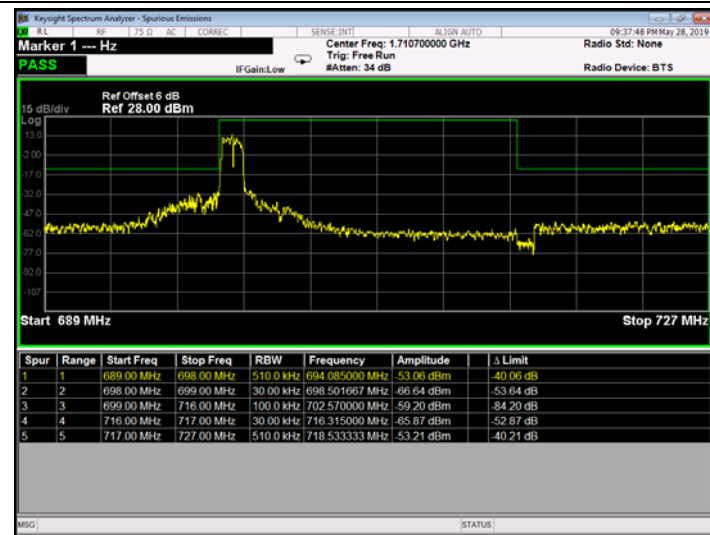 Keysight Spectrum Analyzer - Spurious Emissions
RL RF 75 Ω AC CORREC SENSE:INT ALIGN AUTO 09:37:48 PM May 28, 2019
Marker 1 --- Hz Center Freq: 1.710700000 GHz Radio Std: None
Trig: Free Run
PASS IFGain:Low #Atten: 34 dB Radio Device: BTS
Ref Offset 6 dB
15 dB/div Ref 28.00 dBm
Log
13.0
-2.00
-17.0
-32.0
-47.0
-62.0
-77.0
-92.0
-107
Start 689 MHz Stop 727 MHz
Spur Range Start Freq Stop Freq RBW Frequency Amplitude Δ Limit
1 1 689.00 MHz 698.00 MHz 510.0 kHz 694.085000 MHz -53.06 dBm -40.06 dB
2 2 698.00 MHz 699.00 MHz 30.00 kHz 698.501667 MHz -66.64 dBm -53.64 dB
3 3 699.00 MHz 716.00 MHz 100.0 kHz 702.570000 MHz -59.20 dBm -84.20 dB
4 4 716.00 MHz 717.00 MHz 30.00 kHz 716.315000 MHz -65.87 dBm -52.87 dB
5 5 717.00 MHz 727.00 MHz 510.0 kHz 718.533333 MHz -53.21 dBm -40.21 dB
MSG STATUS